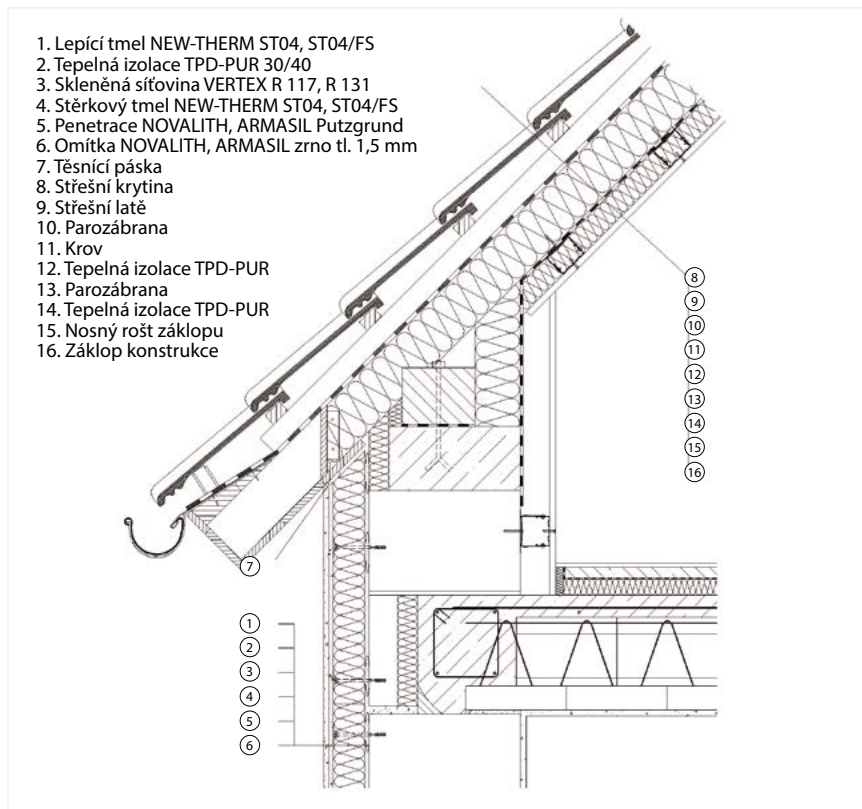 1. Lepící tmel NEW-THERM ST04, ST04/FS
2. Tepelná izolace TPD-PUR 30/40
3. Skleněná síťovina VERTEX R 117, R 131
4. Stěrkový tmel NEW-THERM ST04, ST04/FS
5. Penetrace NOVALITH, ARMASIL Putzgrund
6. Omítka NOVALITH, ARMASIL zrno tl. 1,5 mm
7. Těsnící páska
8. Střešní krytina
9. Střešní latě
10. Parozábrana
11. Krov
12. Tepelná izolace TPD-PUR
13. Parozábrana
14. Tepelná izolace TPD-PUR
15. Nosný rošt záklopu
16. Záklop konstrukce
8
9
10
11
12
13
14
15
16
7
1
2
3
4
5
6